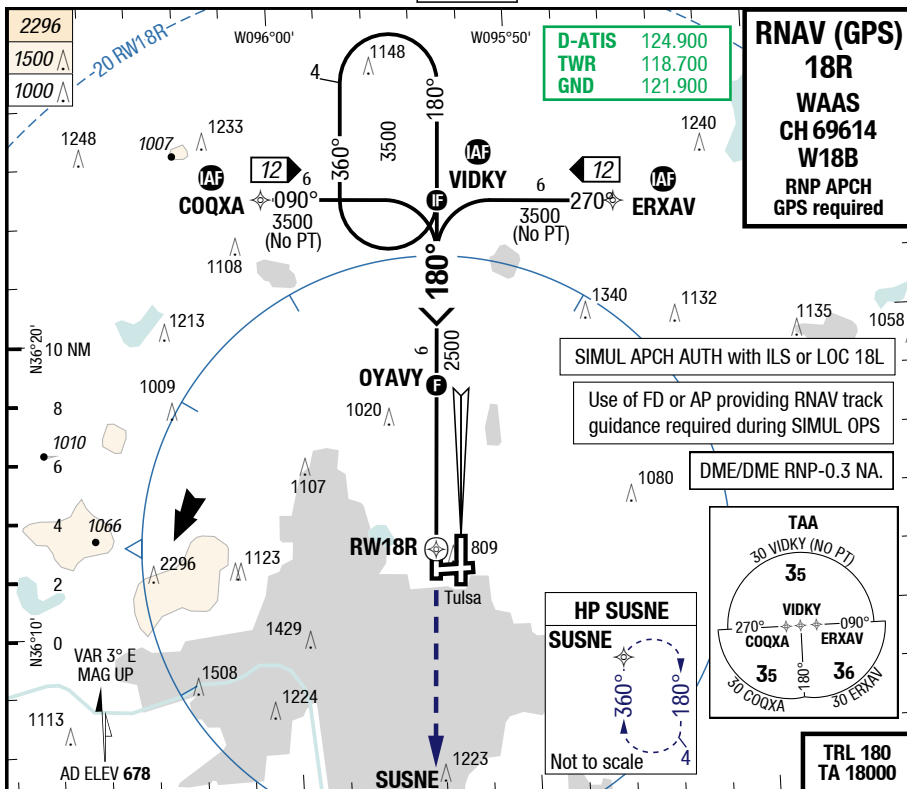 2296
1500
1000
20 RW18R
W096°00'
W095°50'
D-ATIS 124.900
TWR 118.700
GND 121.900
RNAV (GPS)
18R
WAAS
CH 69614
W18B
RNP APCH
GPS required
1148
4
180°
360°
3500
1248
1007
1233
1240
IAF
COQXA
12
6
090°
3500
(No PT)
IAF
VIDKY
IF
12
6
270°
3500
(No PT)
IAF
ERXAV
1108
180°
1340
1132
1135
1058
1213
N36°20'
10 NM
6
2500
OYAVY
F
SIMUL APCH AUTH with ILS or LOC 18L
Use of FD or AP providing RNAV track
guidance required during SIMUL OPS
DME/DME RNP-0.3 NA.
1009
8
1020
1010
6
1107
1080
4
1066
RW18R
809
2296
1123
2
Tulsa
TAA
30 VIDKY (NO PT)
35
VIDKY
270°
090°
COQXA
ERXAV
180°
35
36
30 COQXA
30 ERXAV
HP SUSNE
SUSNE
360°
180°
4
Not to scale
N36°10'
0
1429
VAR 3° E
MAG UP
1508
1224
1113
AD ELEV 678
1223
SUSNE
TRL 180
TA 18000